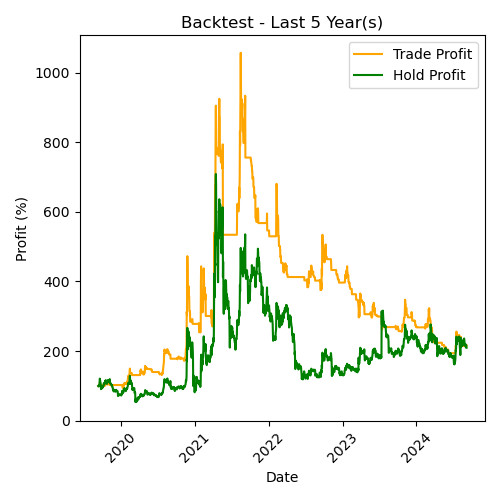 Backtest - Last 5 Year(s)
Trade Profit
Hold Profit
Profit (%)
1000
800
600
400
200
0
2020
2021
2022
2023
2024
Date